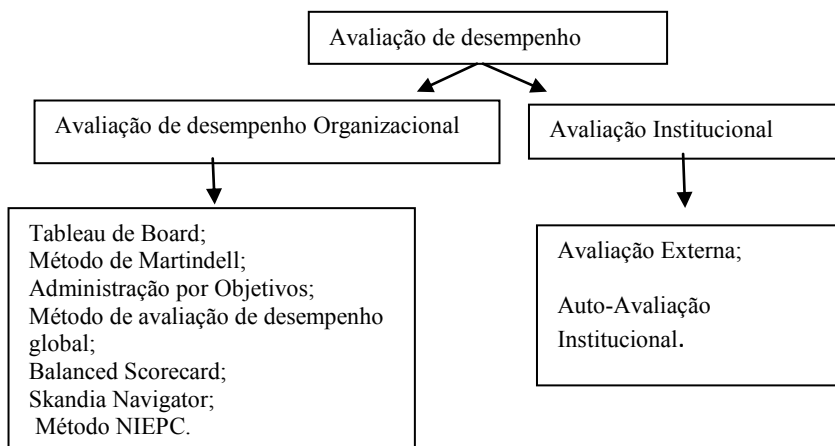 Avaliação de desempenho
Avaliação de desempenho Organizacional
Avaliação Institucional
Tableau de Board;
Método de Martindell;
Administração por Objetivos;
Método de avaliação de desempenho
global;
Balanced Scorecard;
Skandia Navigator;
Método NIEPC.
Avaliação Externa;
Auto-Avaliação
Institucional.